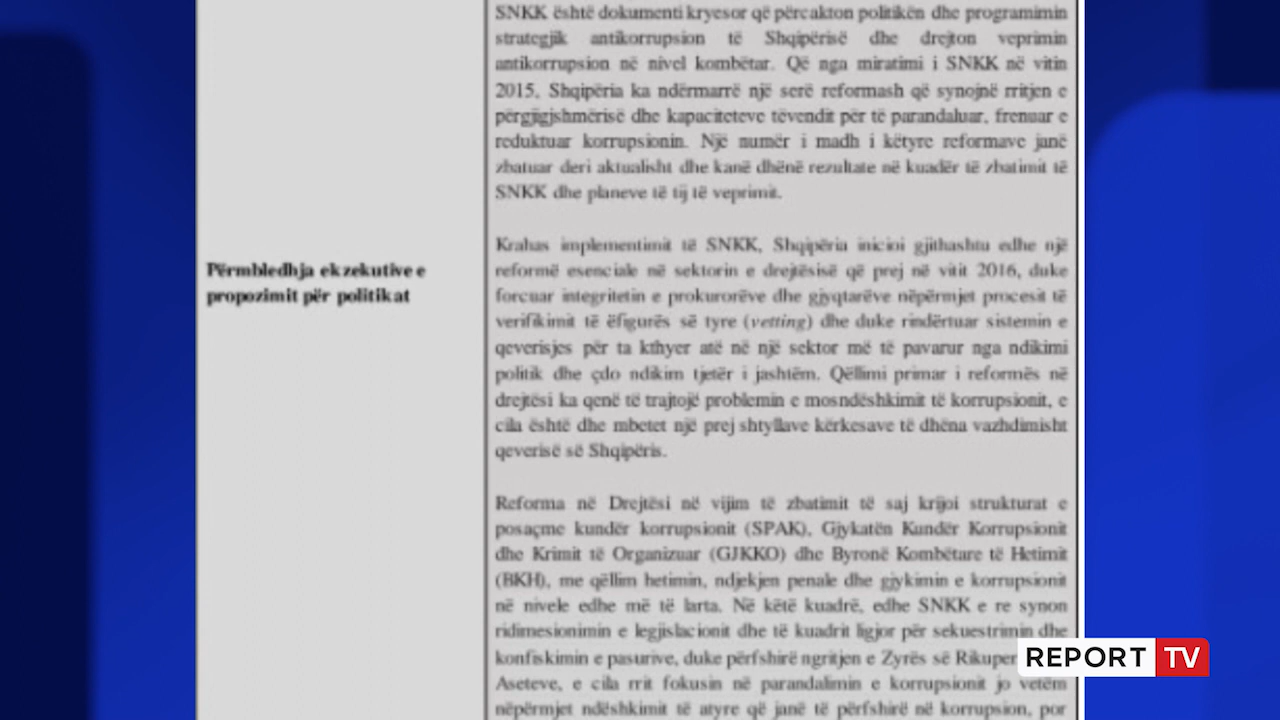 SNKK është dokumenti kryesor që përcakton politikën dhe programimin
strategjik antikorrupsion të Shqipërisë dhe drejton veprimin
antikorrupsion në nivel kombëtar. Që nga miratimi i SNKK në vitin
2015, Shqipëria ka ndërmarrë një serë reformash që synojnë rritjen e
përgjigjshmërisë dhe kapaciteteve tëvendit për të parandaluar, frenuar e
reduktuar korrupsionin. Një numër i madh i këtyre reformave janë
zbatuar deri aktualisht dhe kanë dhënë rezultate në kuadër të zbatimit të
SNKK dhe planeve të tij të veprimit.
Përmbledhja ekzekutive e
propozimit për politikat
Krahas implementimit të SNKK, Shqipëria inicioi gjithashtu edhe një
reformë esenciale në sektorin e drejtësisë që prej në vitit 2016, duke
forcuar integritetin e prokurorëve dhe gjyqtarëve nëpërmjet procesit të
verifikimit të ëfigurës së tyre (vetting) dhe duke rindërtuar sistemin e
qeverisjes për ta kthyer atë në një sektor më të pavarur nga ndikimi
politik dhe çdo ndikim tjetër i jashtëm. Qëllimi primar i reformës në
drejtësi ka qenë të trajtojë problemin e mosndëshkimit të korrupsionit, e
cila është dhe mbetet një prej shtyllave kërkesave të dhëna vazhdimisht
qeverisë së Shqipëris.
Reforma në Drejtësi në vijim të zbatimit të saj krijoi strukturat e
posaçme kundër korrupsionit (SPAK), Gjykatën Kundër Korrupsionit
dhe Krimit të Organizuar (GJKKO) dhe Byronë Kombëtare të Hetimit
(BKH), me qëllim hetimin, ndjekjen penale dhe gjykimin e korrupsionit
në nivele edhe më të larta. Në këtë kuadrë, edhe SNKK e re synon
ridimesionimin e legjislacionit dhe të kuadrit ligjor për sekuestrimin dhe
konfiskimin e pasurive, duke përfshirë ngritjen e Zyrës së Rikuper
Aseteve, e cila rrit fokusin në parandalimin e korrupsionit jo vetëm
nëpërmjet ndëshkimit të atyre që janë të përfshirë në korrupsion, por
REPORT TV